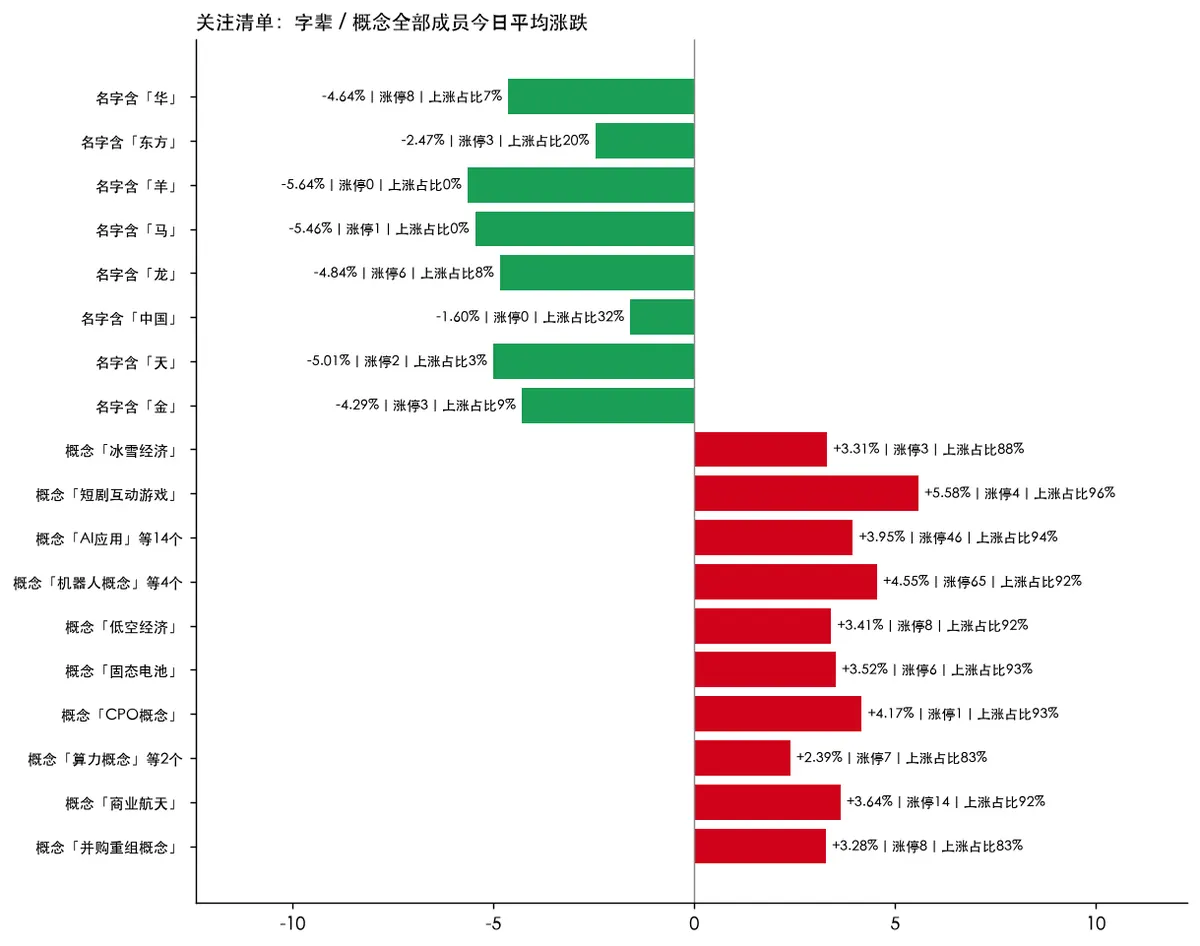 关注清单：字辈 / 概念全部成员今日平均涨跌
名字含「华」 -4.64% | 涨停8 | 上涨占比7%
名字含「东方」 -2.47% | 涨停3 | 上涨占比20%
名字含「羊」 -5.64% | 涨停0 | 上涨占比0%
名字含「马」 -5.46% | 涨停1 | 上涨占比0%
名字含「龙」 -4.84% | 涨停6 | 上涨占比8%
名字含「中国」 -1.60% | 涨停0 | 上涨占比32%
名字含「天」 -5.01% | 涨停2 | 上涨占比3%
名字含「金」 -4.29% | 涨停3 | 上涨占比9%
概念「冰雪经济」 +3.31% | 涨停3 | 上涨占比88%
概念「短剧互动游戏」 +5.58% | 涨停4 | 上涨占比96%
概念「AI应用」等14个 +3.95% | 涨停46 | 上涨占比94%
概念「机器人概念」等4个 +4.55% | 涨停65 | 上涨占比92%
概念「低空经济」 +3.41% | 涨停8 | 上涨占比92%
概念「固态电池」 +3.52% | 涨停6 | 上涨占比93%
概念「CPO概念」 +4.17% | 涨停1 | 上涨占比93%
概念「算力概念」等2个 +2.39% | 涨停7 | 上涨占比83%
概念「商业航天」 +3.64% | 涨停14 | 上涨占比92%
概念「并购重组概念」 +3.28% | 涨停8 | 上涨占比83%
-10 -5 0 5 10